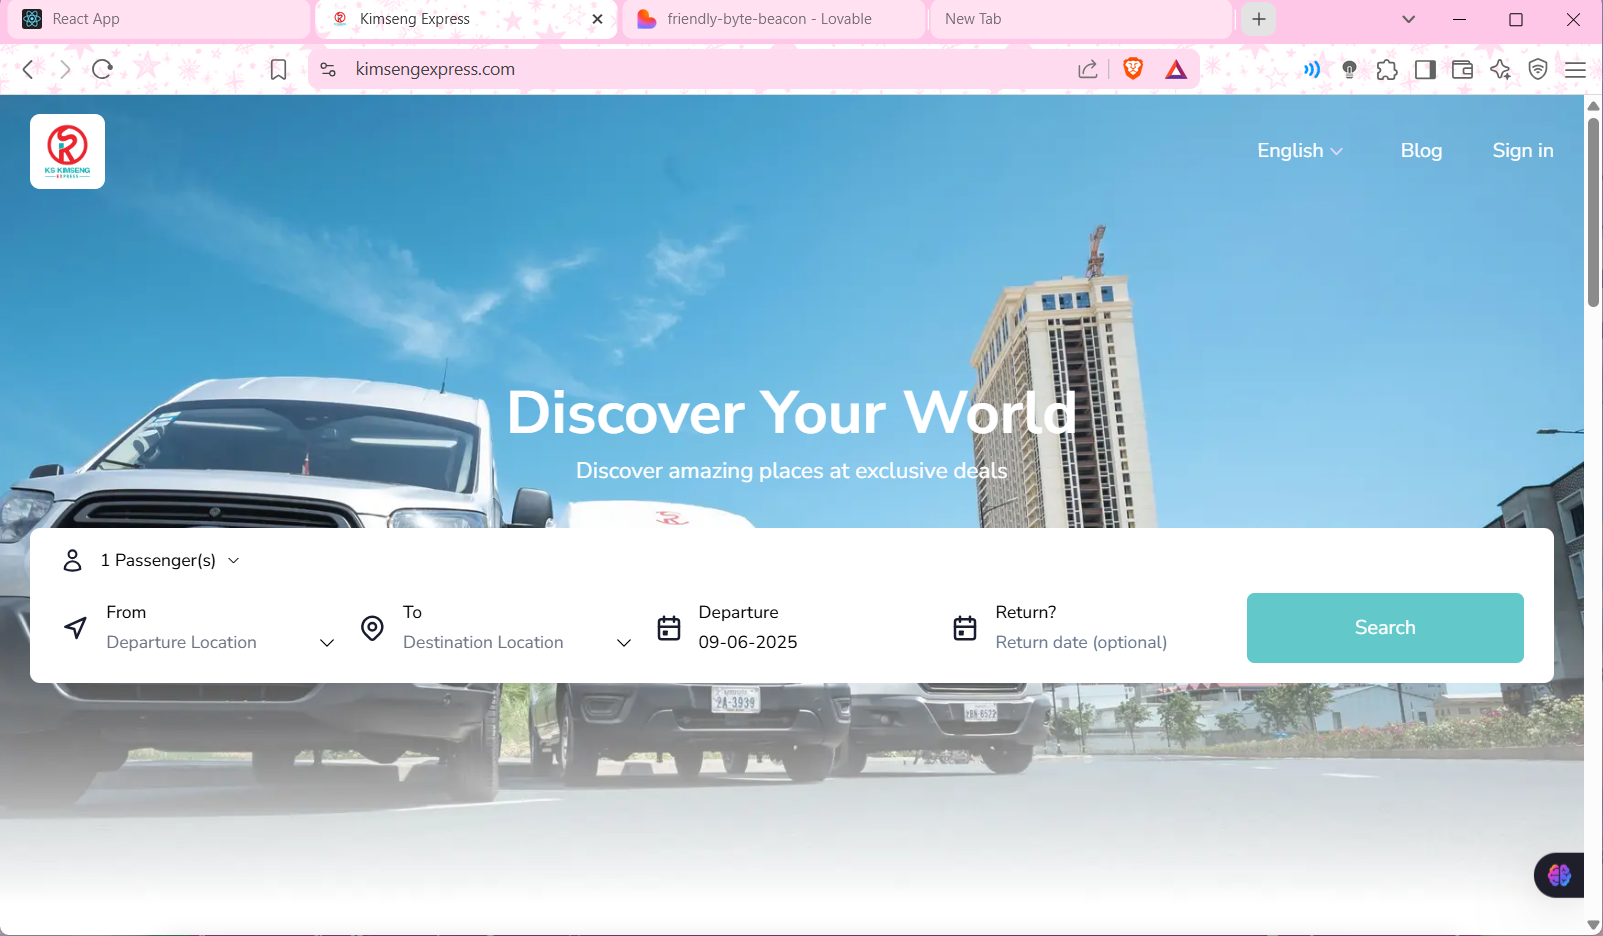 React App
Kimseng Express
friendly-byte-beacon - Lovable
New Tab
kimsengexpress.com
KS KIMSENG
EXPRESS
English
Blog
Sign in
Discover Your World
Discover amazing places at exclusive deals
1 Passenger(s)
From
To
Departure
Return?
Departure Location
Destination Location
09-06-2025
Return date (optional)
Search
2A-3939